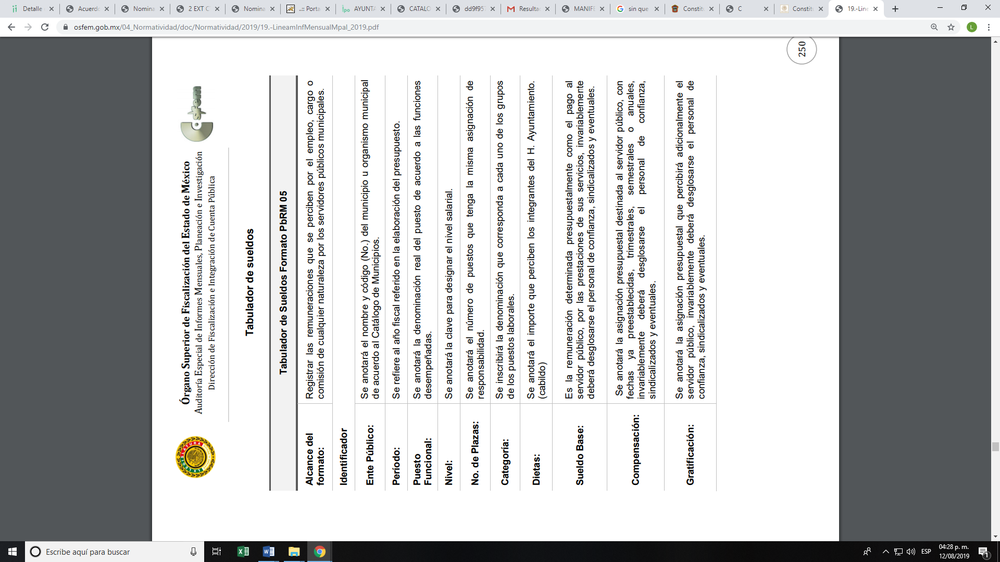 Detalle
Acuerdo
Nomina
2 EXT C
Nomina
..:: Porta
AYUNTA
CATALO
dd9f957
Resulta
MANIFE
sin que
Constitu
C
Constitu
19.-Line
osfem.gob.mx/04_Normatividad/doc/Normatividad/2019/19.-LineamInfMensualMpal_2019.pdf
L
250
LX LEGISLATURA
Órgano Superior de Fiscalización del Estado de México
Auditoría Especial de Informes Mensuales, Planeación e Investigación
Dirección de Fiscalización e Integración de Cuenta Pública
osfem
Tabulador de sueldos
Tabulador de Sueldos Formato PbRM 05
Alcance del
formato:
Registrar las remuneraciones que se perciben por el empleo, cargo o
comisión de cualquier naturaleza por los servidores públicos municipales.
Identificador
Ente Público:
Se anotará el nombre y código (No.) del municipio u organismo municipal
de acuerdo al Catálogo de Municipios.
Período:
Se refiere al año fiscal referido en la elaboración del presupuesto.
Puesto
Funcional:
Se anotará la denominación real del puesto de acuerdo a las funciones
desempeñadas.
Nivel:
Se anotará la clave para designar el nivel salarial.
No. de Plazas:
Se anotará el número de puestos que tenga la misma asignación de
responsabilidad.
Categoría:
Se inscribirá la denominación que corresponda a cada uno de los grupos
de los puestos laborales.
Dietas:
Se anotará el importe que perciben los integrantes del H. Ayuntamiento.
(cabildo)
Sueldo Base:
Es la remuneración determinada presupuestalmente como el pago al
servidor público, por las prestaciones de sus servicios, invariablemente
deberá desglosarse el personal de confianza, sindicalizados y eventuales.
Compensación:
Se anotará la asignación presupuestal destinada al servidor público, con
fechas ya preestablecidas, trimestrales, semestrales o anuales,
invariablemente deberá desglosarse el personal de confianza,
sindicalizados y eventuales.
Gratificación:
Se anotará la asignación presupuestal que percibirá adicionalmente el
servidor público, invariablemente deberá desglosarse el personal de
confianza, sindicalizados y eventuales.
Escribe aquí para buscar
ESP
04:28 p. m.
12/08/2019
1